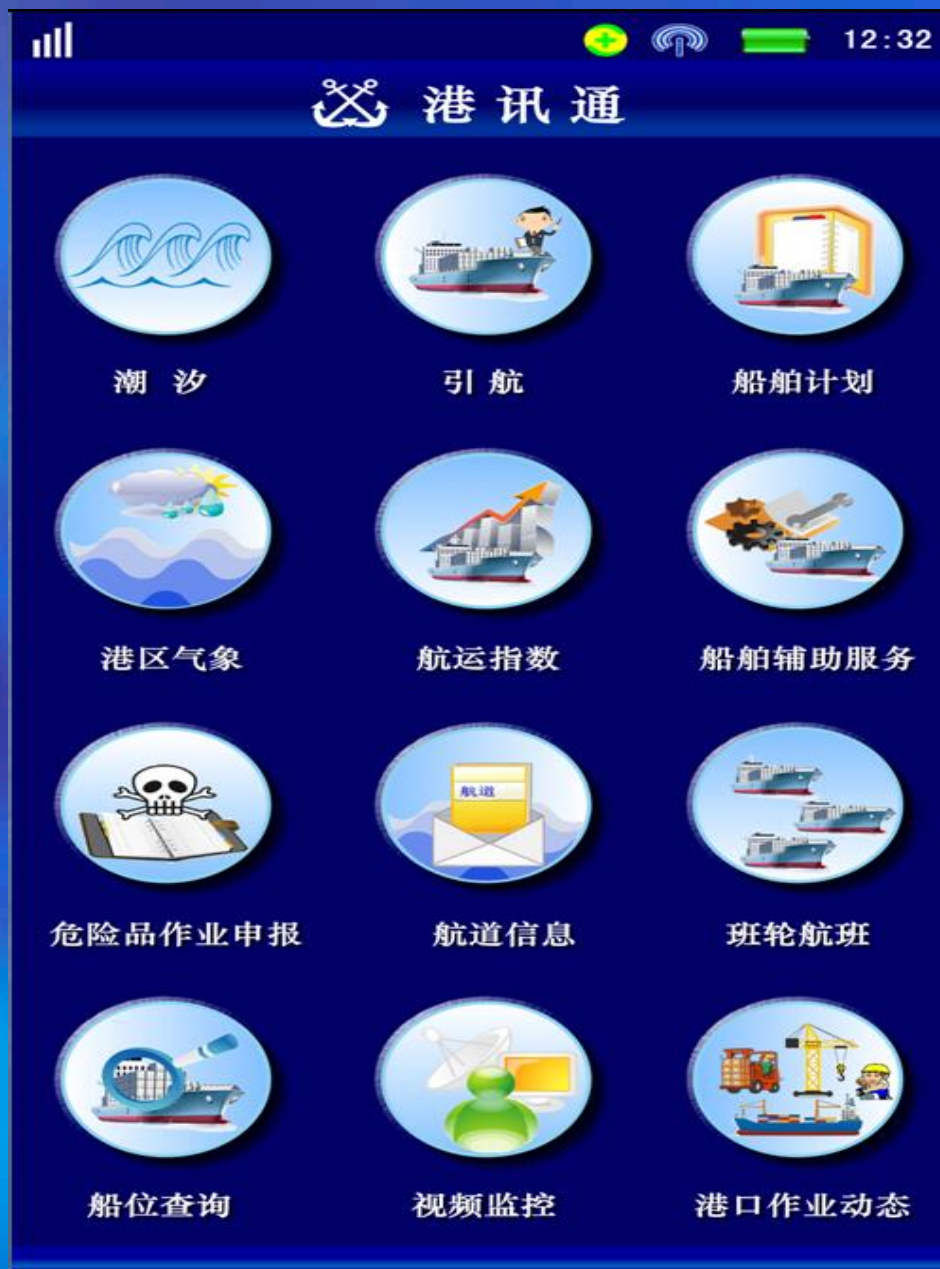 12:32
港讯通
潮 汐 引航 船舶计划
港区气象 航运指数 船舶辅助服务
航道
危险品作业申报 航道信息 班轮航班
船位查询 视频监控 港口作业动态